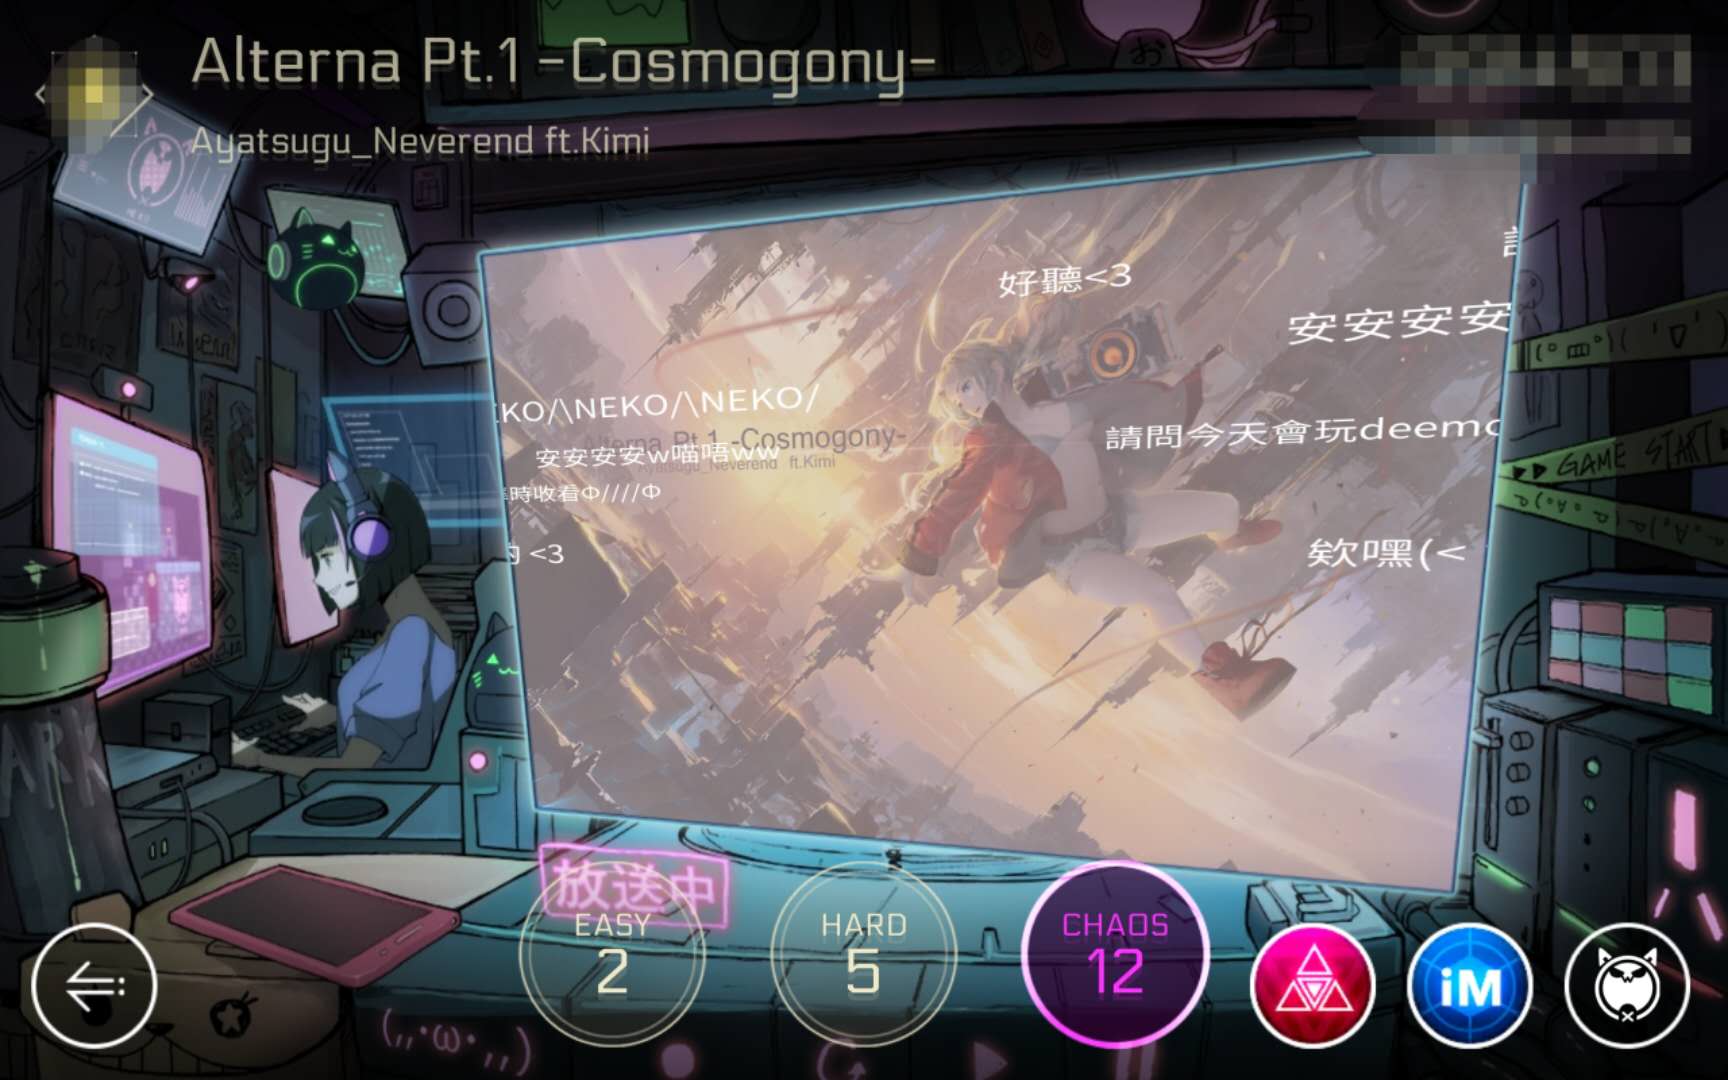 Alterna Pt.1 -Cosmogony-
Ayatsugu_Neverend ft.Kimi
好聽<3
安安安安
KO/\NEKO/\NEKO/
Alterna Pt.1 -Cosmogony-
請問今天會玩deemo
安安安安w喵唔ww
Ayatsugu_Neverend ft.Kimi
時收看Φ////Φ
欸嘿(<
<3
GAME START!
放送中
EASY
2
HARD
5
CHAOS
12
iM
(,,·ω·,,)